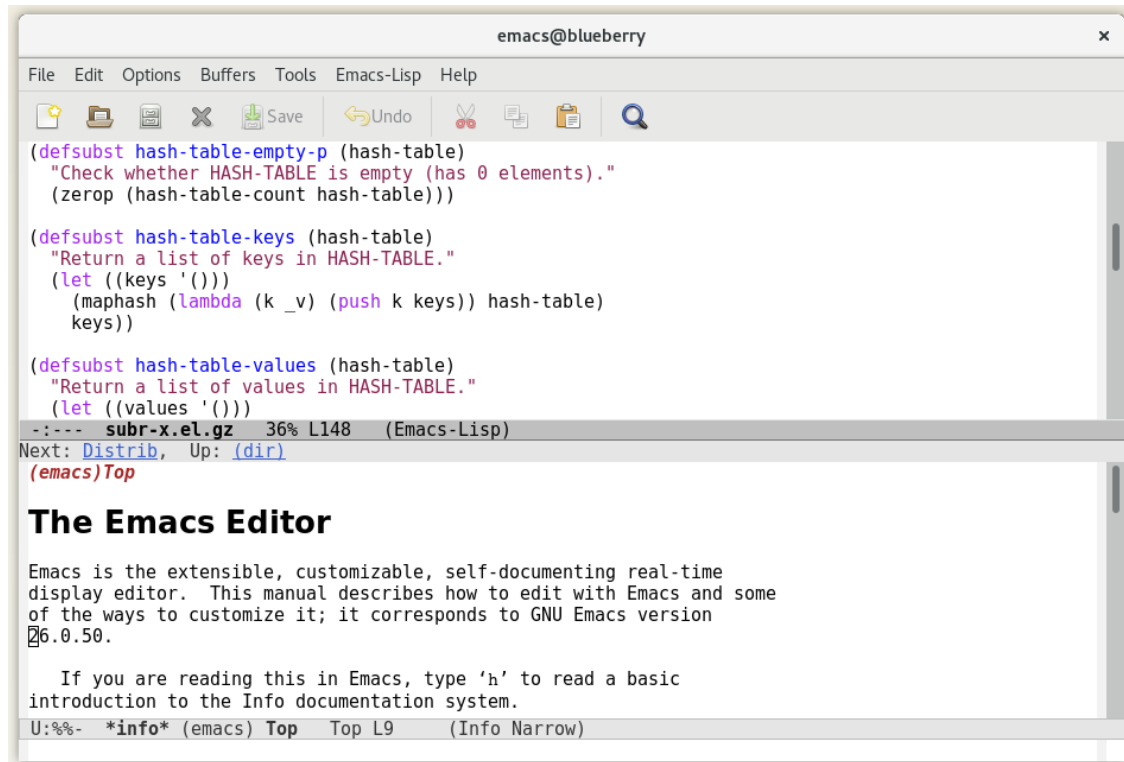 emacs@blueberry ×
File Edit Options Buffers Tools Emacs-Lisp Help
Save Undo
(defsubst hash-table-empty-p (hash-table)
  "Check whether HASH-TABLE is empty (has 0 elements)."
  (zerop (hash-table-count hash-table)))

(defsubst hash-table-keys (hash-table)
  "Return a list of keys in HASH-TABLE."
  (let ((keys '()))
    (maphash (lambda (k _v) (push k keys)) hash-table)
    keys))

(defsubst hash-table-values (hash-table)
  "Return a list of values in HASH-TABLE."
  (let ((values '()))
-:---  subr-x.el.gz   36% L148   (Emacs-Lisp)
Next: Distrib,  Up: (dir)
(emacs)Top
The Emacs Editor
Emacs is the extensible, customizable, self-documenting real-time
display editor.  This manual describes how to edit with Emacs and some
of the ways to customize it; it corresponds to GNU Emacs version
26.0.50.

   If you are reading this in Emacs, type ‘h’ to read a basic
introduction to the Info documentation system.
U:%%-  *info* (emacs) Top   Top L9     (Info Narrow)